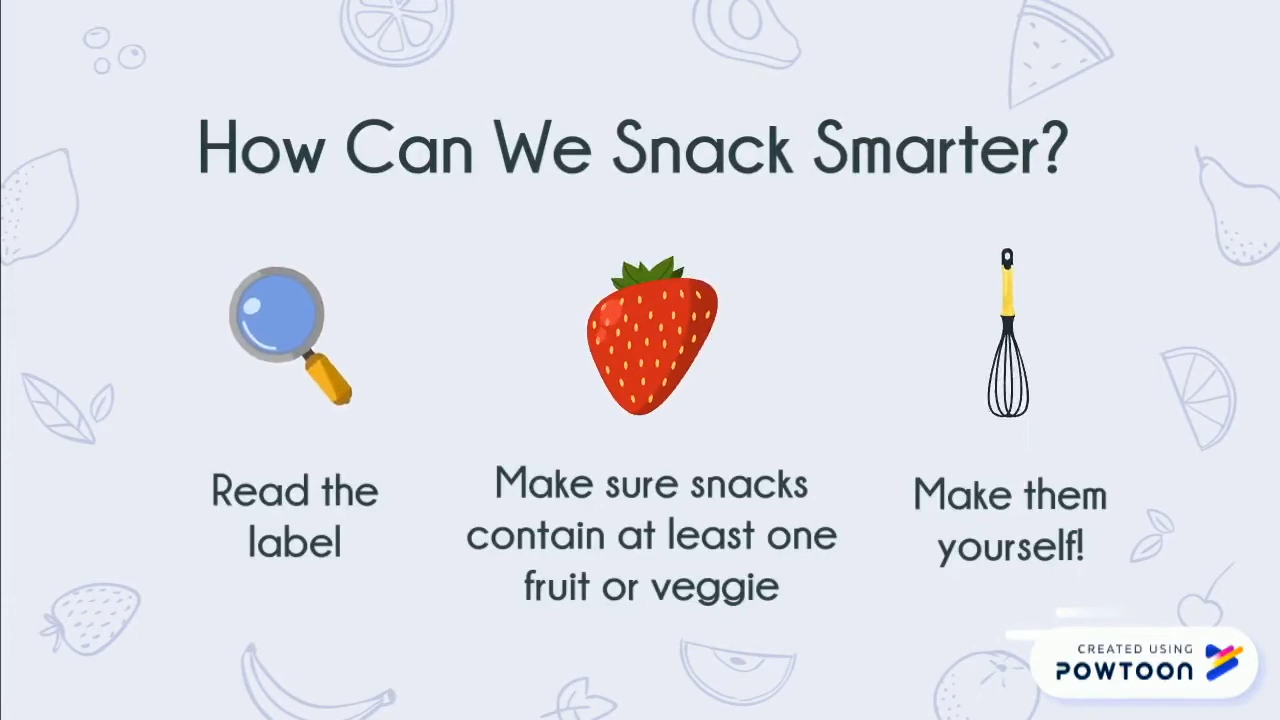 How Can We Snack Smarter?
Read the
label
Make sure snacks
contain at least one
fruit or veggie
Make them
yourself!
CREATED USING
POWTOON